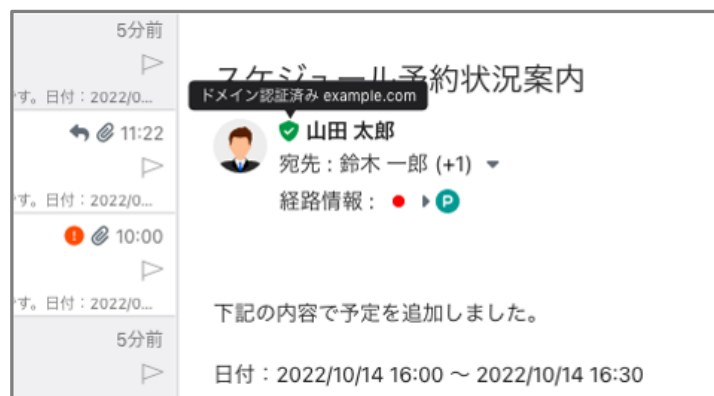 5分前
す。日付：2022/0...
11:22
す。日付：2022/0...
10:00
す。日付：2022/0...
5分前
スケジュール予約状況案内
ドメイン認証済み example.com
山田 太郎
宛先 : 鈴木 一郎 (+1)
経路情報 : P
下記の内容で予定を追加しました。
日付：2022/10/14 16:00 〜 2022/10/14 16:30